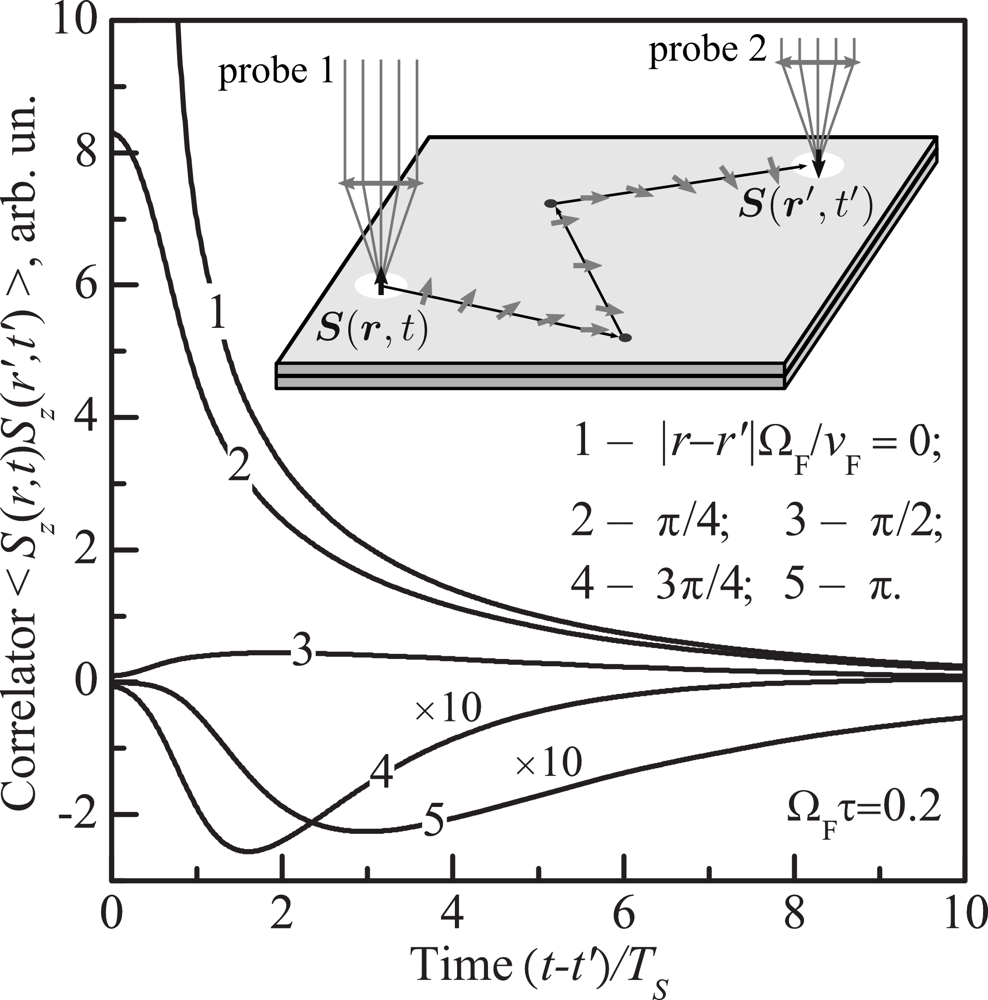 Correlator < S_z(r,t)S_z(r′,t′) >, arb. un.
10
8
6
4
2
0
-2
probe 1
probe 2
S(r, t)
S(r′, t′)
1
2
3
4
5
×10
×10
1 – |r–r′|Ω_F/v_F = 0;
2 – π/4; 3 – π/2;
4 – 3π/4; 5 – π.
Ω_F τ=0.2
0 2 4 6 8 10
Time (t-t′)/T_S